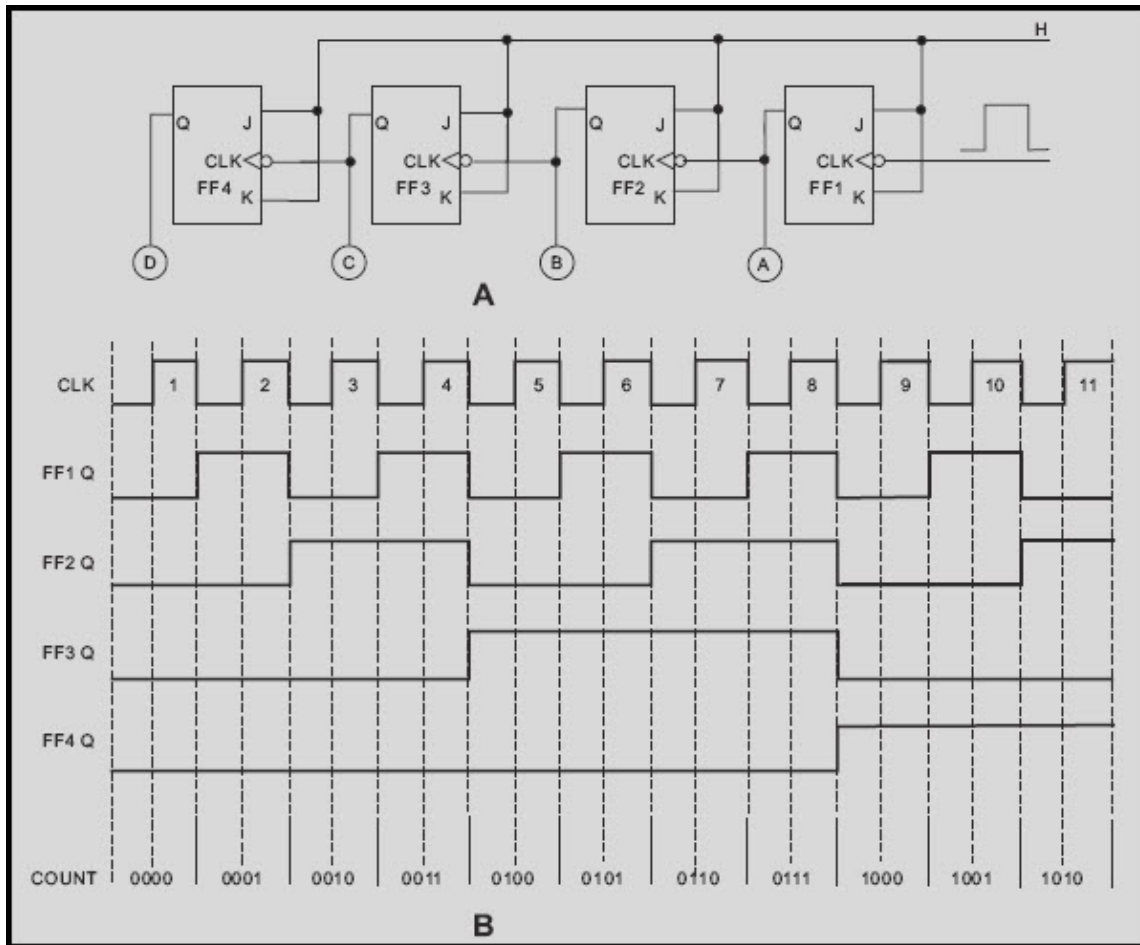 H
Q J Q J Q J Q J
CLK CLK CLK CLK
FF4 K FF3 K FF2 K FF1 K
D C B A
A
CLK 1 2 3 4 5 6 7 8 9 10 11
FF1 Q
FF2 Q
FF3 Q
FF4 Q
COUNT 0000 0001 0010 0011 0100 0101 0110 0111 1000 1001 1010
B